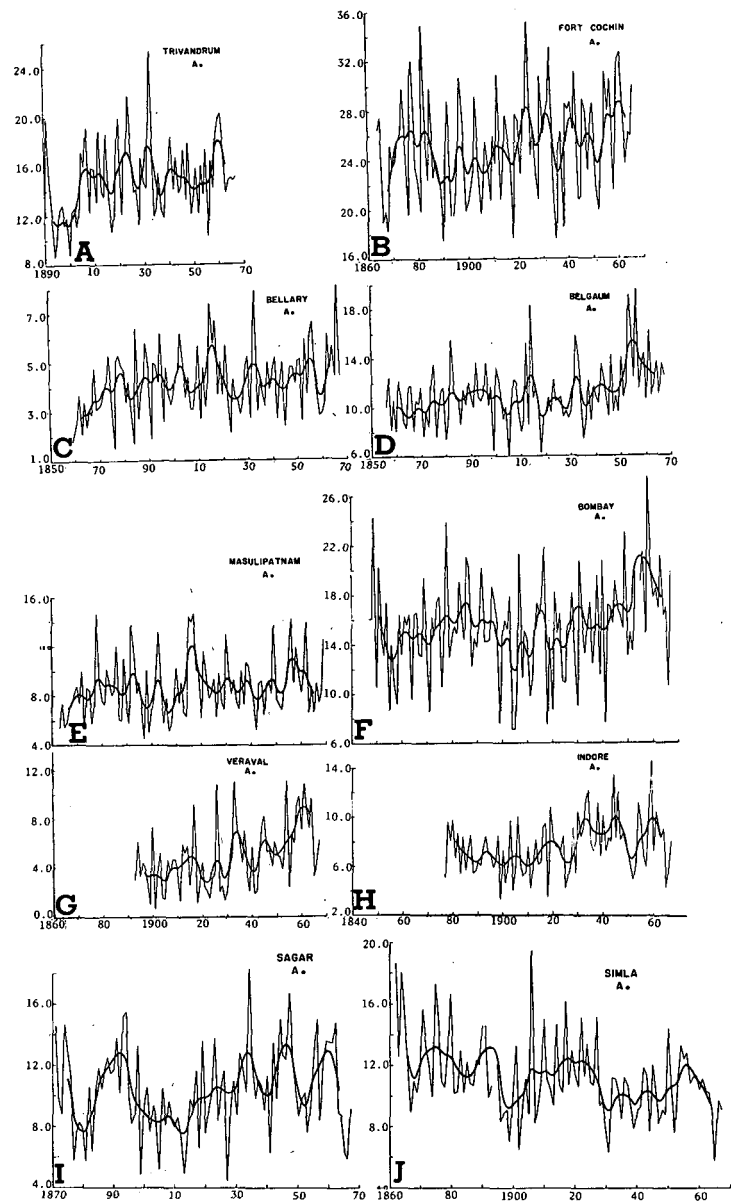 TRIVANDRUM
A.
24.0
20.0
16.0
12.0
8.0
A
1890 10 30 50 70
FORT COCHIN
A.
36.0
32.0
28.0
24.0
20.0
16.0
B
1860 80 1900 20 40 60
BELLARY
A.
7.0
5.0
3.0
1.0
C
1850 70 90 10 30 50 70
BELGAUM
A.
18.0
14.0
10.0
6.0
D
1850 70 90 10 30 50 70
MASULIPATNAM
A.
16.0
8.0
4.0
E
BOMBAY
A.
26.0
22.0
18.0
14.0
10.0
6.0
F
VERAVAL
A.
12.0
8.0
4.0
0.0
G
1860 80 1900 20 40 60
INDORE
A.
14.0
10.0
6.0
2.0
H
1840 60 80 1900 20 40 60
SAGAR
A.
16.0
12.0
8.0
4.0
I
1870 90 10 30 50 70
SIMLA
A.
20.0
16.0
12.0
8.0
J
1860 80 1900 20 40 60